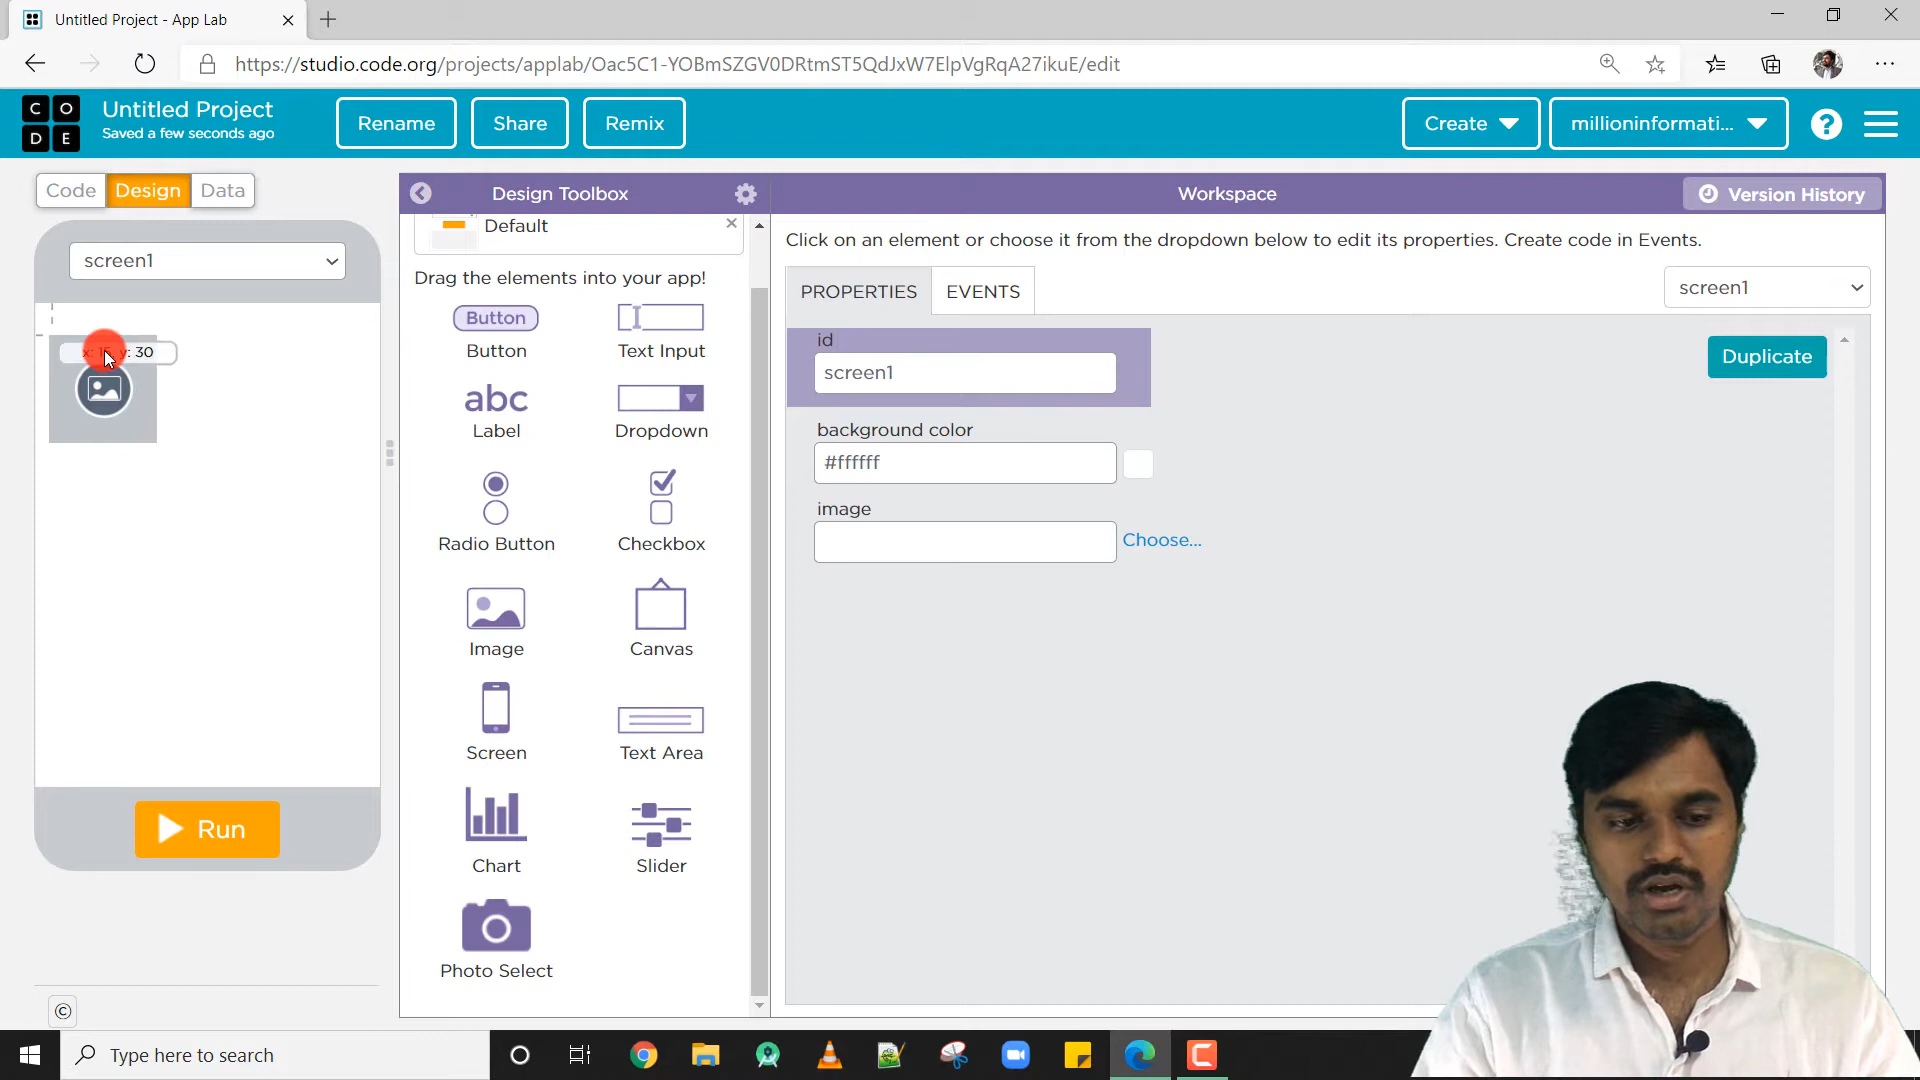 Untitled Project - App Lab
https://studio.code.org/projects/applab/Oac5C1-YOBmSZGV0DRtmST5QdJxW7ElpVgRqA27ikuE/edit
C O
D E
Untitled Project
Saved a few seconds ago
Rename
Share
Remix
Create
millioninformati...
?
Code
Design
Data
Design Toolbox
Workspace
Version History
screen1
Default
Click on an element or choose it from the dropdown below to edit its properties. Create code in Events.
Drag the elements into your app!
PROPERTIES
EVENTS
screen1
Button
Button
Text Input
x: 15, y: 30
id
screen1
Duplicate
abc
Label
Dropdown
background color
#ffffff
image
Choose...
Radio Button
Checkbox
Image
Canvas
Screen
Text Area
Run
Chart
Slider
Photo Select
©
Type here to search